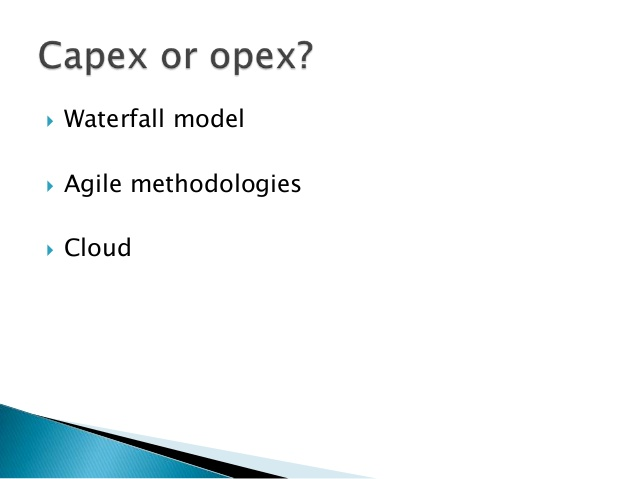 Capex or opex?
Waterfall model
Agile methodologies
Cloud